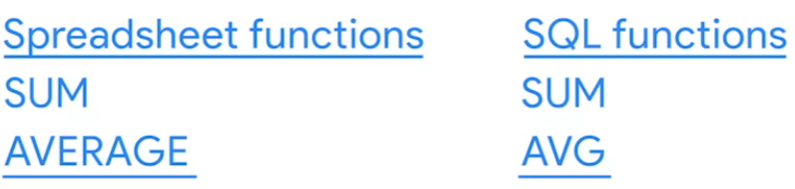 Spreadsheet functions SQL functions
SUM SUM
AVERAGE AVG